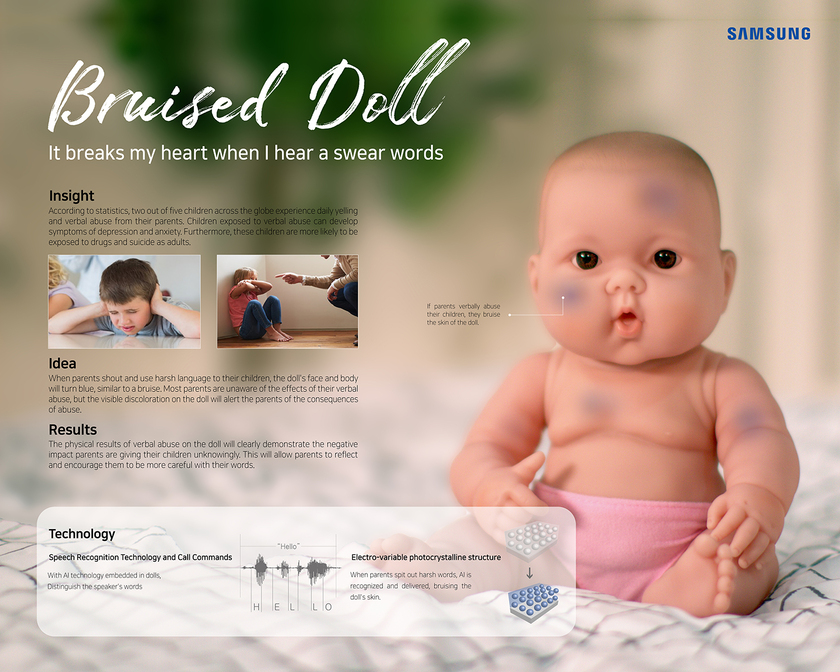 SAMSUNG
Bruised Doll
It breaks my heart when I hear a swear words
Insight
According to statistics, two out of five children across the globe experience daily yelling
and verbal abuse from their parents. Children exposed to verbal abuse can develop
symptoms of depression and anxiety. Furthermore, these children are more likely to be
exposed to drugs and suicide as adults.
If parents verbally abuse
their children, they bruise
the skin of the doll.
Idea
When parents shout and use harsh language to their children, the doll's face and body
will turn blue, similar to a bruise. Most parents are unaware of the effects of their verbal
abuse, but the visible discoloration on the doll will alert the parents of the consequences
of abuse.
Results
The physical results of verbal abuse on the doll will clearly demonstrate the negative
impact parents are giving their children unknowingly. This will allow parents to reflect
and encourage them to be more careful with their words.
Technology
Speech Recognition Technology and Call Commands
With AI technology embedded in dolls,
Distinguish the speaker's words
"Hello"
H E L L O
Electro-variable photocrystalline structure
When parents spit out harsh words, AI is
recognized and delivered, bruising the
doll's skin.